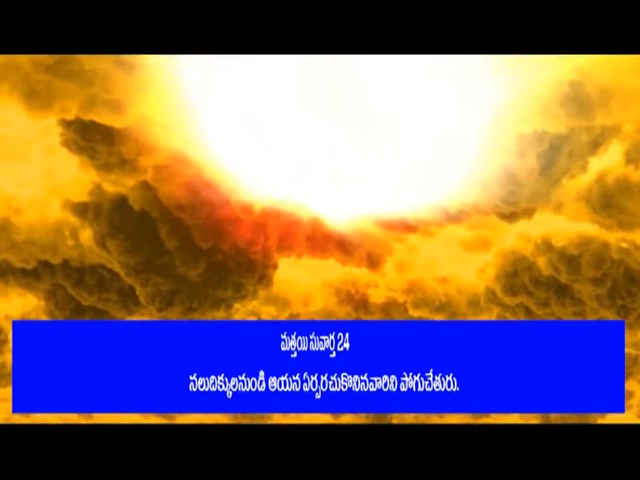 మత్తయి సువార్త 24
నలుదిక్కులనుండి ఆయన ఏర్పరచుకొనినవారిని పోగుచేతురు.